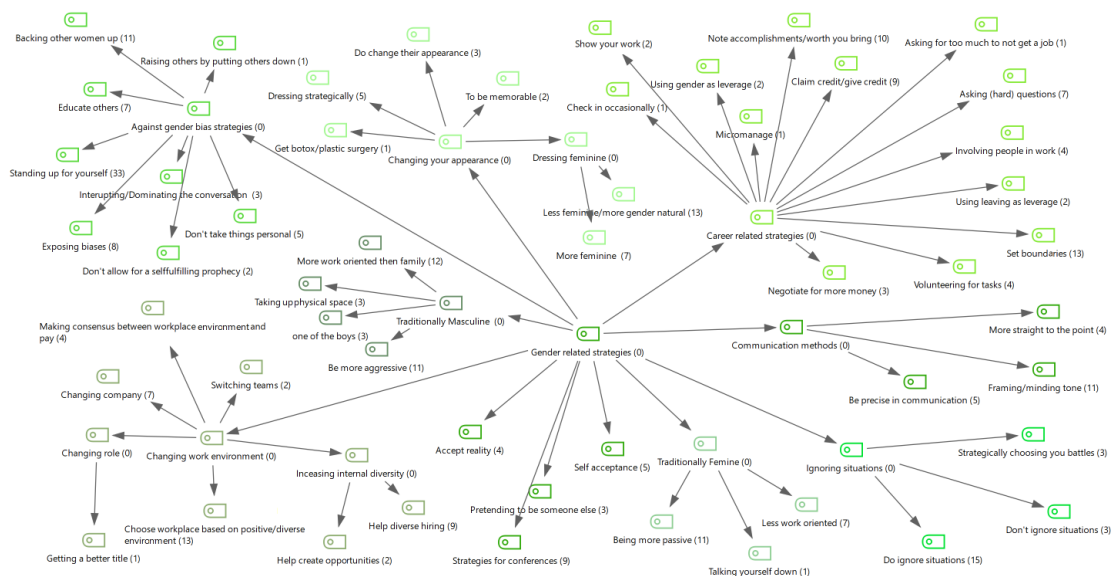 Backing other women up (11)
Raising others by putting others down (1)
Educate others (7)
Against gender bias strategies (0)
Standing up for yourself (33)
Interupting/Dominating the conversation (3)
Exposing biases (8)
Don't take things personal (5)
Don't allow for a selffulfilling prophecy (2)
Do change their appearance (3)
Dressing strategically (5)
To be memorable (2)
Get botox/plastic surgery (1)
Changing your appearance (0)
Dressing feminine (0)
Less feminine/more gender natural (13)
More feminine (7)
Show your work (2)
Note accomplishments/worth you bring (10)
Asking for too much to not get a job (1)
Using gender as leverage (2)
Claim credit/give credit (9)
Check in occasionally (1)
Asking (hard) questions (7)
Micromanage (1)
Involving people in work (4)
Using leaving as leverage (2)
Career related strategies (0)
Set boundaries (13)
Negotiate for more money (3)
Volunteering for tasks (4)
More work oriented then family (12)
Taking up physical space (3)
one of the boys (3)
Traditionally Masculine (0)
Be more aggressive (11)
Gender related strategies (0)
Communication methods (0)
More straight to the point (4)
Framing/minding tone (11)
Be precise in communication (5)
Making consensus between workplace environment and
pay (4)
Switching teams (2)
Changing company (7)
Changing role (0)
Changing work environment (0)
Inceasing internal diversity (0)
Help diverse hiring (9)
Choose workplace based on positive/diverse
environment (13)
Getting a better title (1)
Help create opportunities (2)
Accept reality (4)
Self acceptance (5)
Pretending to be someone else (3)
Strategies for conferences (9)
Traditionally Femine (0)
Less work oriented (7)
Being more passive (11)
Talking yourself down (1)
Ignoring situations (0)
Strategically choosing you battles (3)
Don't ignore situations (3)
Do ignore situations (15)